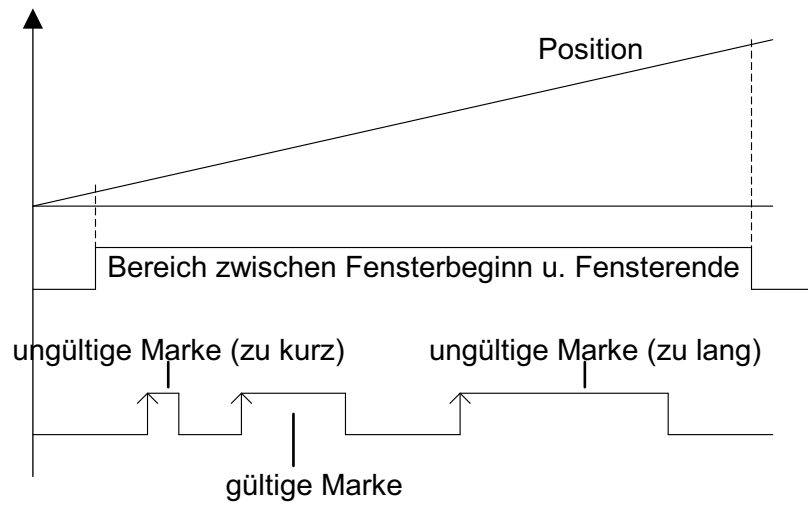 Position
Bereich zwischen Fensterbeginn u. Fensterende
ungültige Marke (zu kurz)
ungültige Marke (zu lang)
gültige Marke